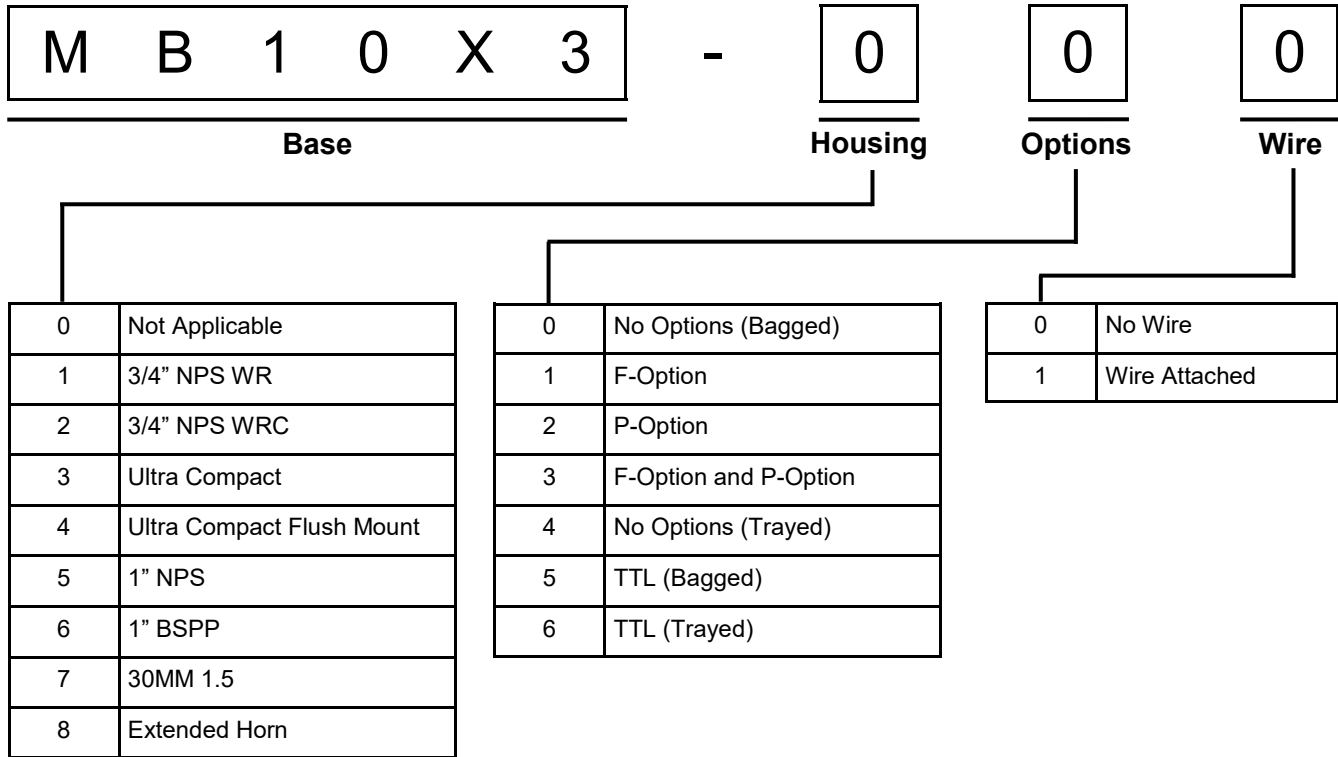 M B 1 0 X 3 - 0 0 0
Base Housing Options Wire
0 Not Applicable
1 3/4” NPS WR
2 3/4” NPS WRC
3 Ultra Compact
4 Ultra Compact Flush Mount
5 1” NPS
6 1” BSPP
7 30MM 1.5
8 Extended Horn
0 No Options (Bagged)
1 F-Option
2 P-Option
3 F-Option and P-Option
4 No Options (Trayed)
5 TTL (Bagged)
6 TTL (Trayed)
0 No Wire
1 Wire Attached